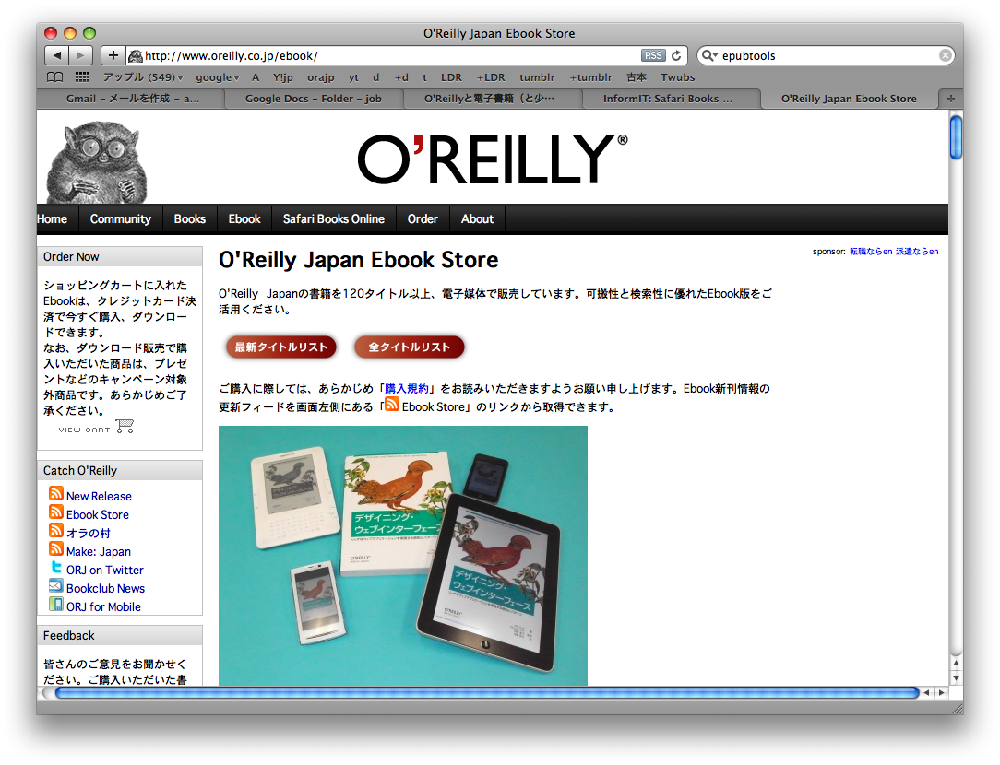 O'Reilly Japan Ebook Store
http://www.oreilly.co.jp/ebook/
RSS
epubtools
アップル (549)
google
A
Y!jp
orajp
yt
d
+d
t
LDR
+LDR
tumblr
+tumblr
古本
Twubs
Gmail – メールを作成 – a...
Google Docs – Folder – job
O'Reillyと電子書籍（と少…
InformIT: Safari Books ...
O'Reilly Japan Ebook Store
O'REILLY®
Home
Community
Books
Ebook
Safari Books Online
Order
About
Order Now
ショッピングカートに入れた
Ebookは、クレジットカード決
済で今すぐ購入、ダウンロー
ドできます。
なお、ダウンロード販売で購
入いただいた商品は、プレゼ
ントなどのキャンペーン対象
外商品です。あらかじめご了
承ください。
VIEW CART
Catch O'Reilly
New Release
Ebook Store
オラの村
Make: Japan
ORJ on Twitter
Bookclub News
ORJ for Mobile
Feedback
皆さんのご意見をお聞かせく
ださい。ご購入いただいた書
O'Reilly Japan Ebook Store
O'Reilly Japanの書籍を120タイトル以上、電子媒体で販売しています。可搬性と検索性に優れたEbook版をご
活用ください。
最新タイトルリスト
全タイトルリスト
ご購入に際しては、あらかじめ「購入規約」をお読みいただきますようお願い申し上げます。Ebook新刊情報の
更新フィードを画面左側にある「 Ebook Store」のリンクから取得できます。
デザイニング・
ウェブインターフェース
O'REILLY
デザイニング・
ウェブインターフェース
O'REILLY
sponsor: 転職ならen 派遣ならen